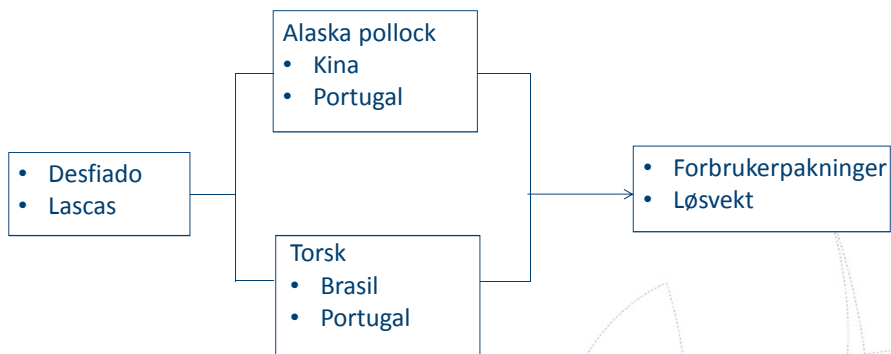 Alaska pollock
• Kina
• Portugal
• Desfiado
• Lascas
• Forbrukerpakninger
• Løsvekt
Torsk
• Brasil
• Portugal